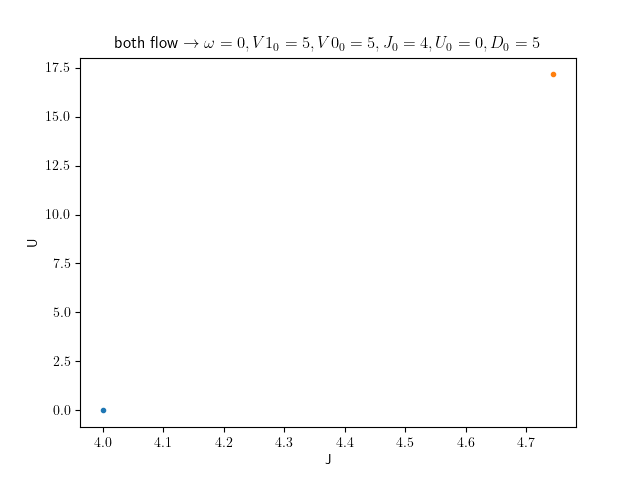 both flow → ω = 0, V1₀ = 5, V0₀ = 5, J₀ = 4, U₀ = 0, D₀ = 5
17.5
15.0
12.5
10.0
7.5
5.0
2.5
0.0
U
4.0 4.1 4.2 4.3 4.4 4.5 4.6 4.7
J